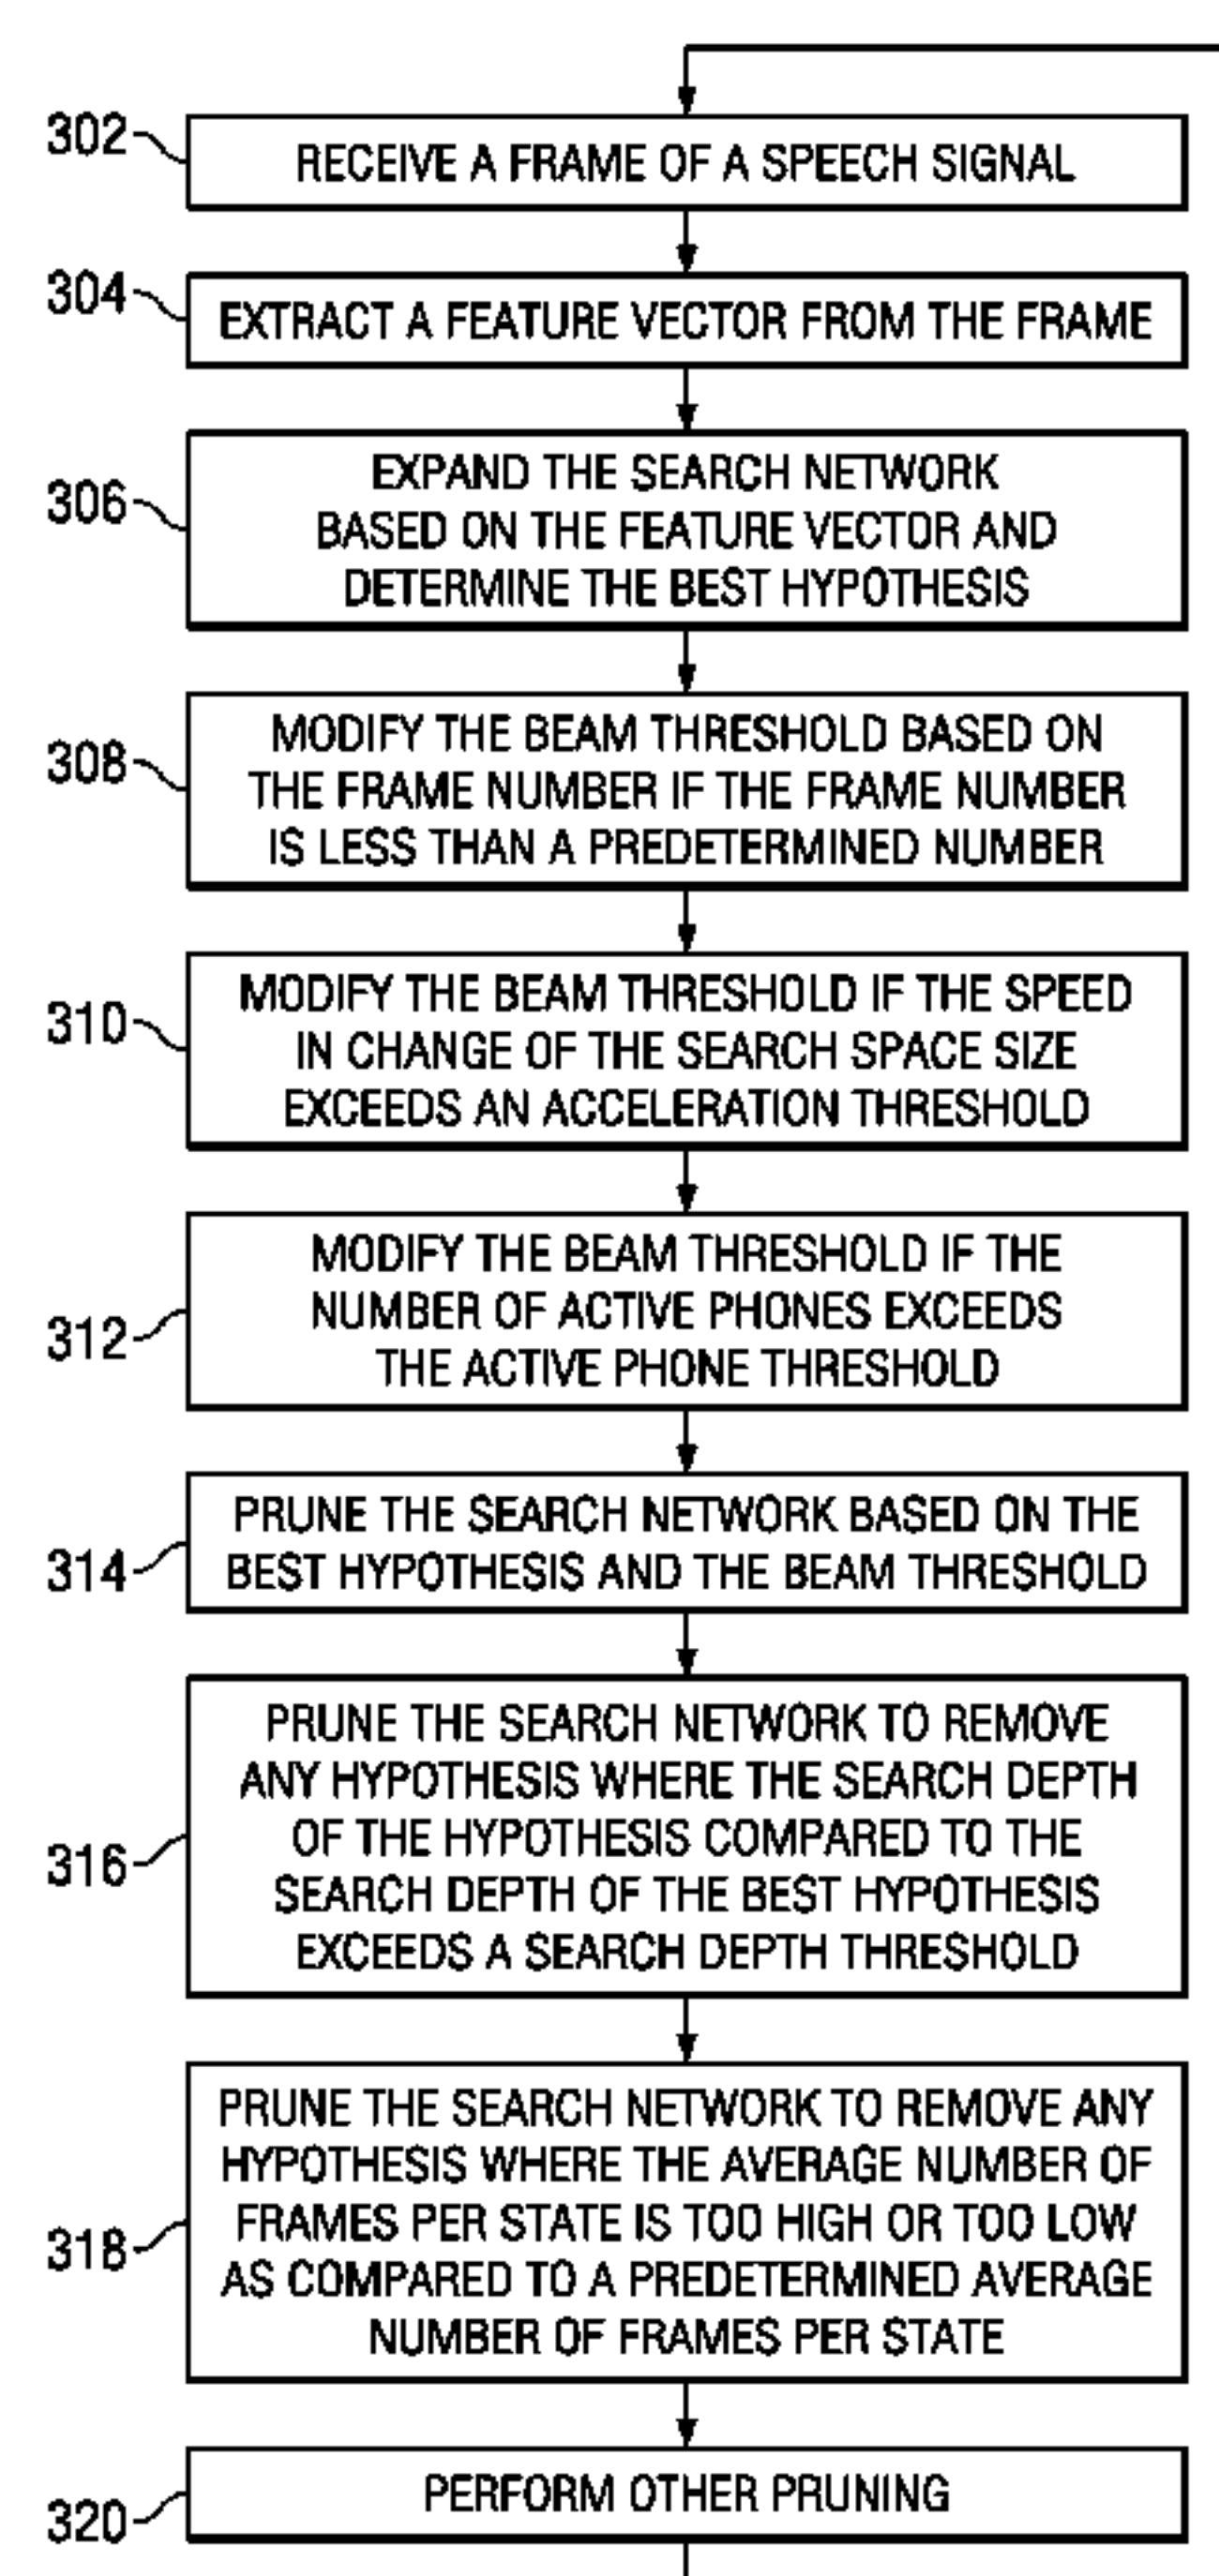 302
RECEIVE A FRAME OF A SPEECH SIGNAL
304
EXTRACT A FEATURE VECTOR FROM THE FRAME
306
EXPAND THE SEARCH NETWORK
BASED ON THE FEATURE VECTOR AND
DETERMINE THE BEST HYPOTHESIS
308
MODIFY THE BEAM THRESHOLD BASED ON
THE FRAME NUMBER IF THE FRAME NUMBER
IS LESS THAN A PREDETERMINED NUMBER
310
MODIFY THE BEAM THRESHOLD IF THE SPEED
IN CHANGE OF THE SEARCH SPACE SIZE
EXCEEDS AN ACCELERATION THRESHOLD
312
MODIFY THE BEAM THRESHOLD IF THE
NUMBER OF ACTIVE PHONES EXCEEDS
THE ACTIVE PHONE THRESHOLD
314
PRUNE THE SEARCH NETWORK BASED ON THE
BEST HYPOTHESIS AND THE BEAM THRESHOLD
316
PRUNE THE SEARCH NETWORK TO REMOVE
ANY HYPOTHESIS WHERE THE SEARCH DEPTH
OF THE HYPOTHESIS COMPARED TO THE
SEARCH DEPTH OF THE BEST HYPOTHESIS
EXCEEDS A SEARCH DEPTH THRESHOLD
318
PRUNE THE SEARCH NETWORK TO REMOVE ANY
HYPOTHESIS WHERE THE AVERAGE NUMBER OF
FRAMES PER STATE IS TOO HIGH OR TOO LOW
AS COMPARED TO A PREDETERMINED AVERAGE
NUMBER OF FRAMES PER STATE
320
PERFORM OTHER PRUNING